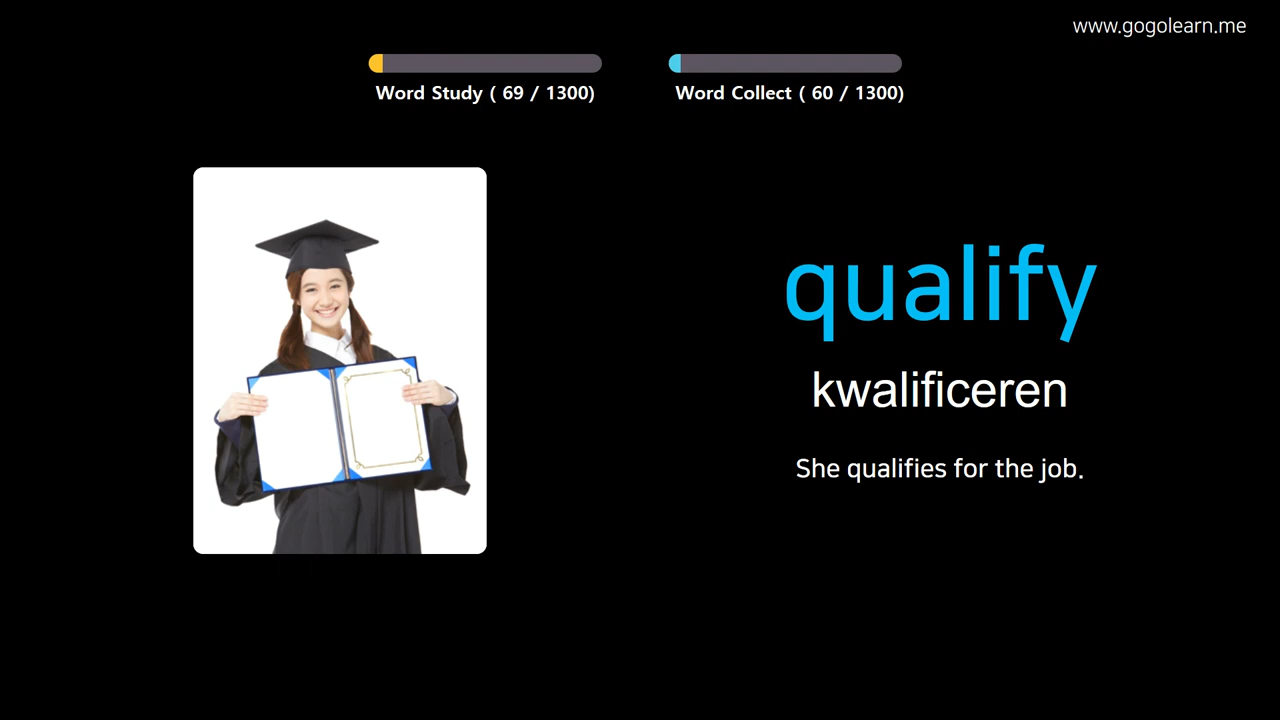 www.gogolearn.me
Word Study ( 69 / 1300)
Word Collect ( 60 / 1300)
qualify
kwalificeren
She qualifies for the job.